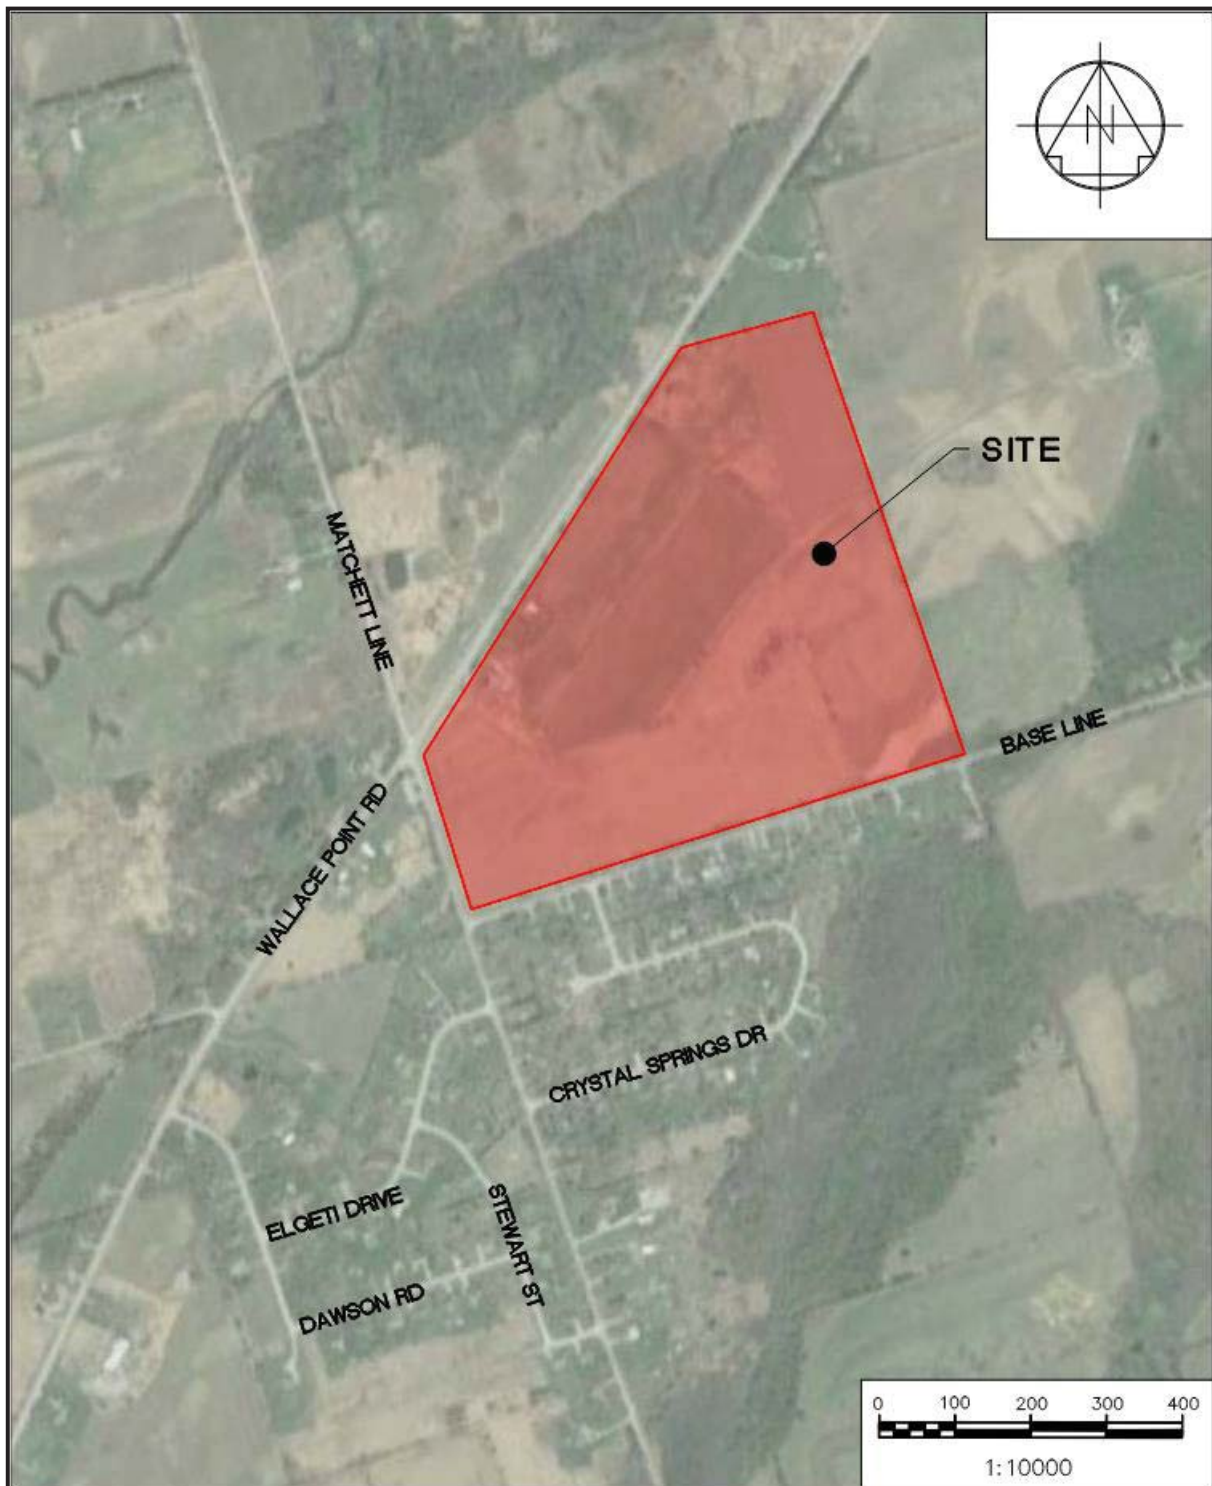 N
SITE
MATCHETT LINE
BASE LINE
WALLACE POINT RD
CRYSTAL SPRINGS DR
ELGETI DRIVE
STEWART ST
DAWSON RD
0 100 200 300 400
1:10000